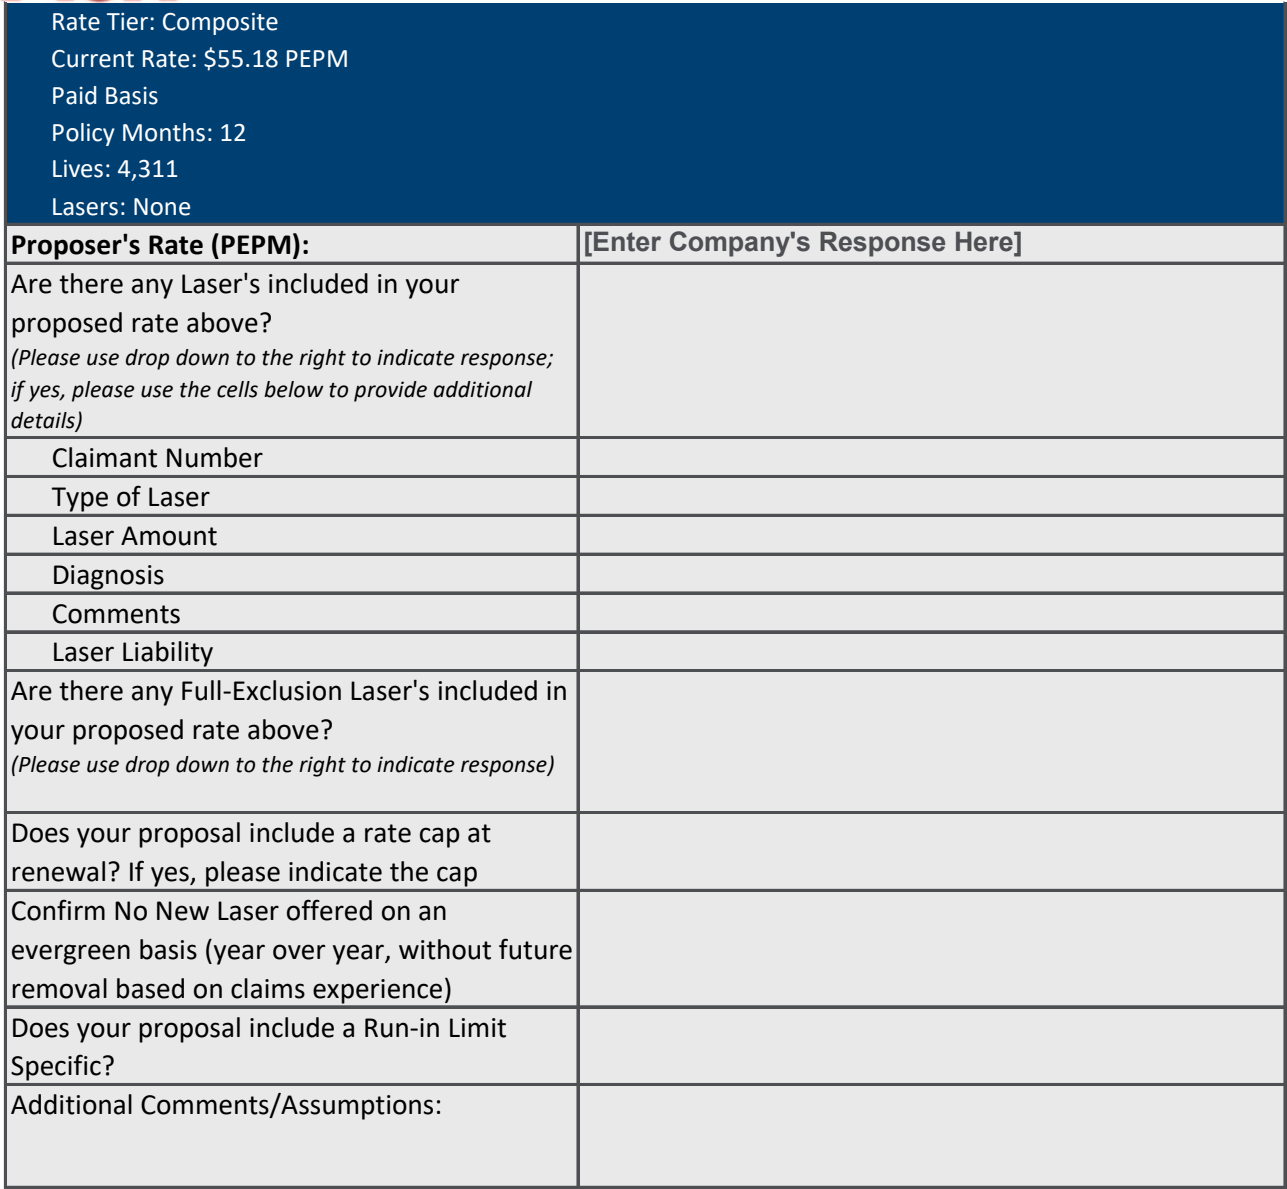 Rate Tier: Composite
Current Rate: $55.18 PEPM
Paid Basis
Policy Months: 12
Lives: 4,311
Lasers: None
Proposer's Rate (PEPM): [Enter Company's Response Here]
Are there any Laser's included in your
proposed rate above?
(Please use drop down to the right to indicate response;
if yes, please use the cells below to provide additional
details)
Claimant Number
Type of Laser
Laser Amount
Diagnosis
Comments
Laser Liability
Are there any Full-Exclusion Laser's included in
your proposed rate above?
(Please use drop down to the right to indicate response)
Does your proposal include a rate cap at
renewal? If yes, please indicate the cap
Confirm No New Laser offered on an
evergreen basis (year over year, without future
removal based on claims experience)
Does your proposal include a Run-in Limit
Specific?
Additional Comments/Assumptions: